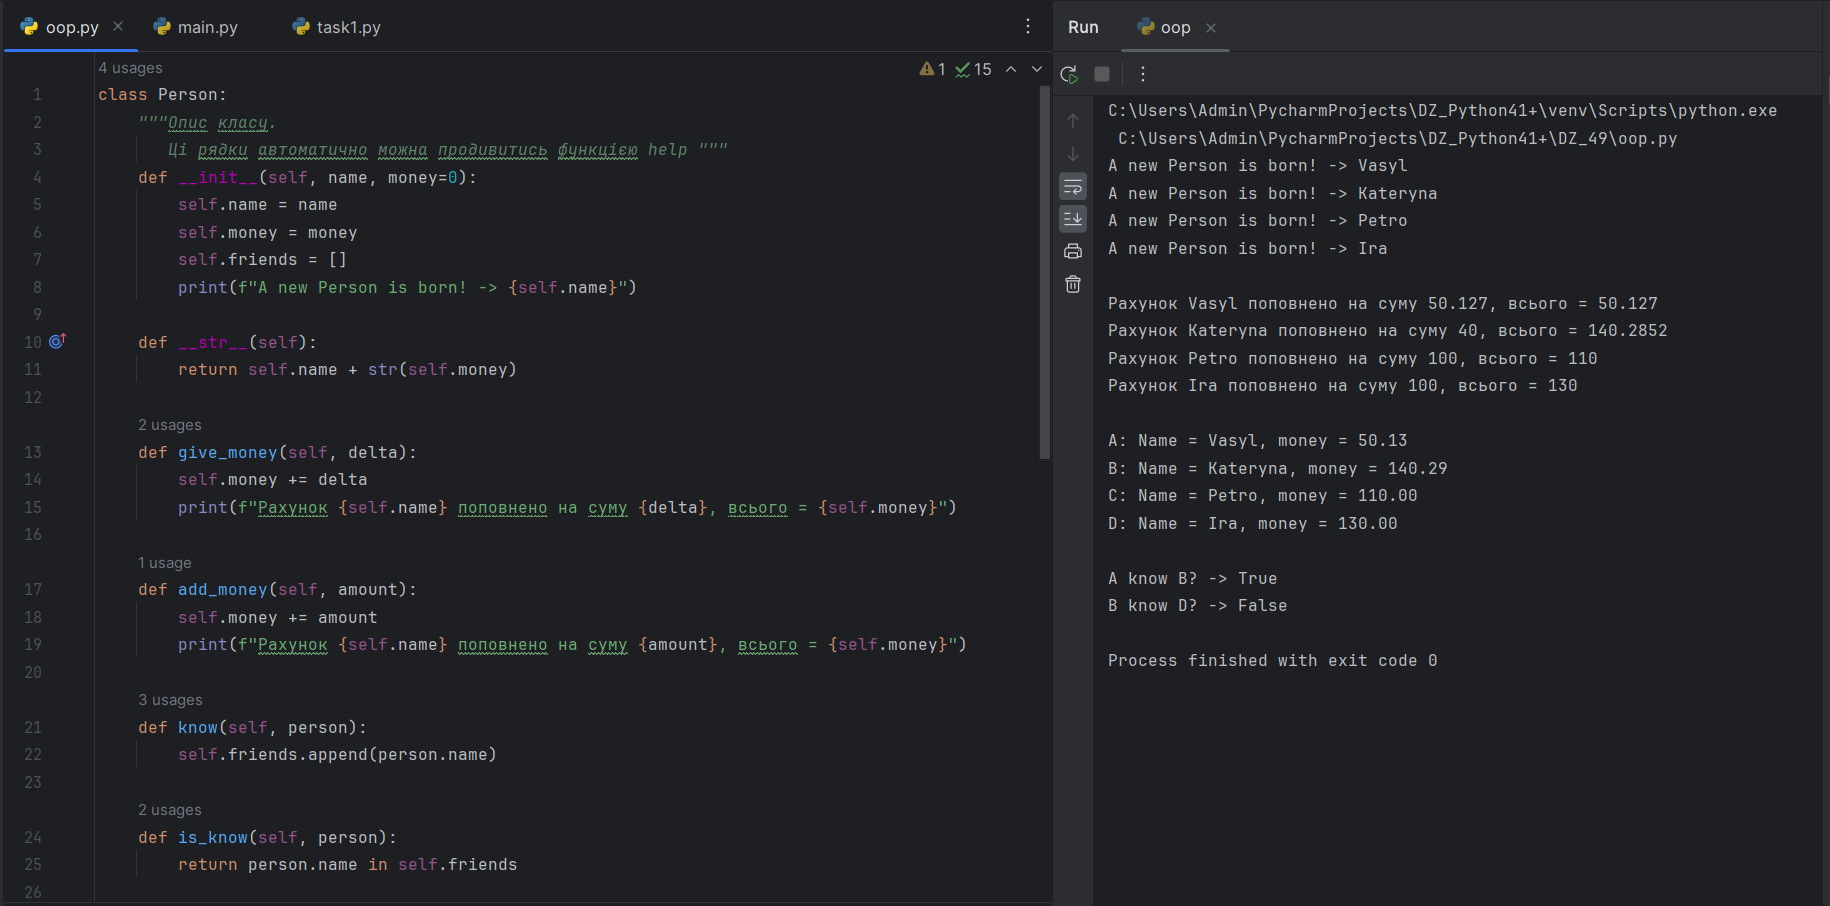 oop.py
main.py
task1.py
4 usages
1 15
1 class Person:
2 """Опис класу.
3 Ці рядки автоматично можна продивитись функцією help """
4 def __init__(self, name, money=0):
5 self.name = name
6 self.money = money
7 self.friends = []
8 print(f"A new Person is born! -> {self.name}")
9
10 def __str__(self):
11 return self.name + str(self.money)
12
2 usages
13 def give_money(self, delta):
14 self.money += delta
15 print(f"Рахунок {self.name} поповнено на суму {delta}, всього = {self.money}")
16
1 usage
17 def add_money(self, amount):
18 self.money += amount
19 print(f"Рахунок {self.name} поповнено на суму {amount}, всього = {self.money}")
20
3 usages
21 def know(self, person):
22 self.friends.append(person.name)
23
2 usages
24 def is_know(self, person):
25 return person.name in self.friends
26
Run
oop
C:\Users\Admin\PycharmProjects\DZ_Python41+\venv\Scripts\python.exe
C:\Users\Admin\PycharmProjects\DZ_Python41+\DZ_49\oop.py
A new Person is born! -> Vasyl
A new Person is born! -> Kateryna
A new Person is born! -> Petro
A new Person is born! -> Ira
Рахунок Vasyl поповнено на суму 50.127, всього = 50.127
Рахунок Kateryna поповнено на суму 40, всього = 140.2852
Рахунок Petro поповнено на суму 100, всього = 110
Рахунок Ira поповнено на суму 100, всього = 130
A: Name = Vasyl, money = 50.13
B: Name = Kateryna, money = 140.29
C: Name = Petro, money = 110.00
D: Name = Ira, money = 130.00
A know B? -> True
B know D? -> False
Process finished with exit code 0